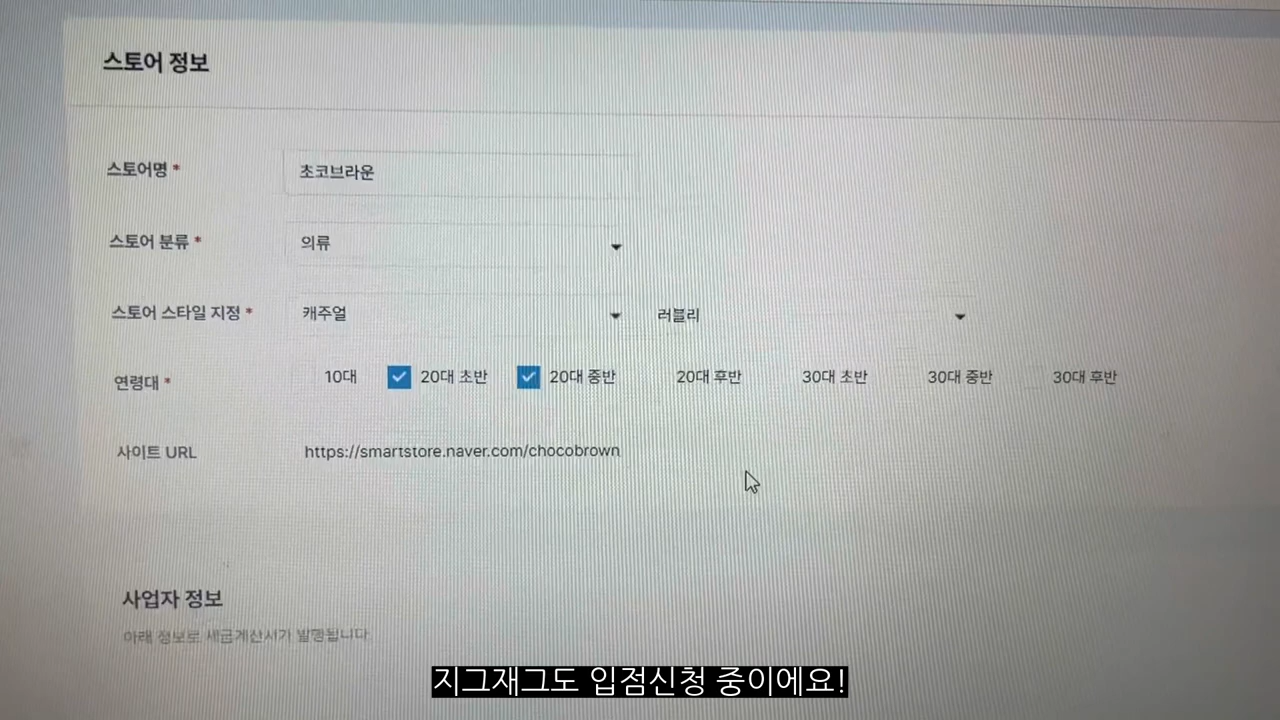 스토어 정보
스토어명 *
초코브라운
스토어 분류 *
의류
스토어 스타일 지정 *
캐주얼
러블리
연령대 *
10대 20대 초반 20대 중반 20대 후반 30대 초반 30대 중반 30대 후반
사이트 URL
https://smartstore.naver.com/chocobrown
사업자 정보
아래 정보로 세금계산서가 발행됩니다
지그재그도 입점신청 중이에요!